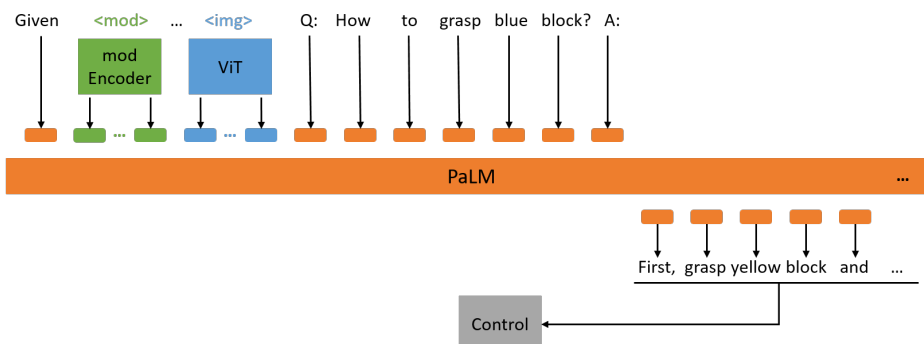 Given <mod> ... <img> Q: How to grasp blue block? A:
mod
Encoder
ViT
... ...
PaLM ...
First, grasp yellow block and ...
Control